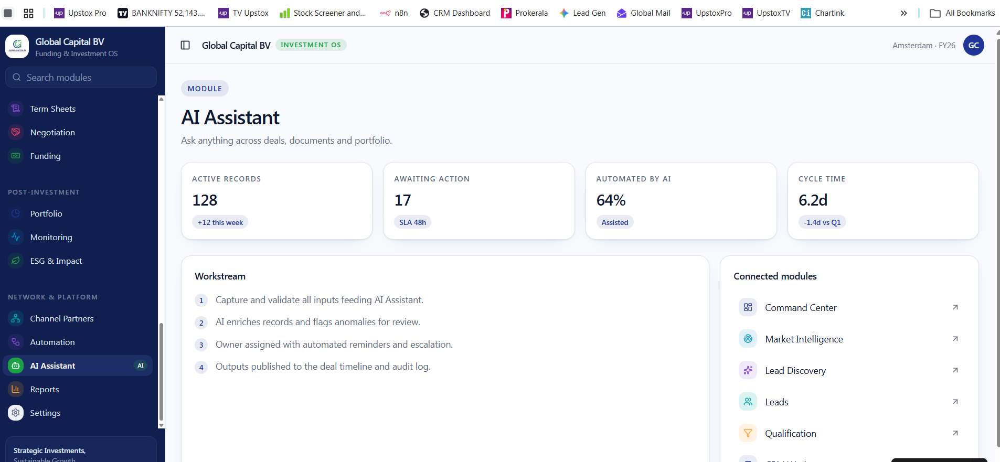 Upstox Pro
BANKNIFTY 52,143....
TV Upstox
Stock Screener and...
n8n
CRM Dashboard
Prokerala
Lead Gen
Global Mail
UpstoxPro
UpstoxTV
Chartink
All Bookmarks
Global Capital BV
Funding & Investment OS
Search modules
Term Sheets
Negotiation
Funding
POST-INVESTMENT
Portfolio
Monitoring
ESG & Impact
NETWORK & PLATFORM
Channel Partners
Automation
AI Assistant AI
Reports
Settings
Strategic Investments,
Sustainable Growth
Global Capital BV INVESTMENT OS
Amsterdam · FY26 GC
MODULE
AI Assistant
Ask anything across deals, documents and portfolio.
ACTIVE RECORDS
128
+12 this week
AWAITING ACTION
17
SLA 48h
AUTOMATED BY AI
64%
Assisted
CYCLE TIME
6.2d
-1.4d vs Q1
Workstream
1 Capture and validate all inputs feeding AI Assistant.
2 AI enriches records and flags anomalies for review.
3 Owner assigned with automated reminders and escalation.
4 Outputs published to the deal timeline and audit log.
Connected modules
Command Center
Market Intelligence
Lead Discovery
Leads
Qualification